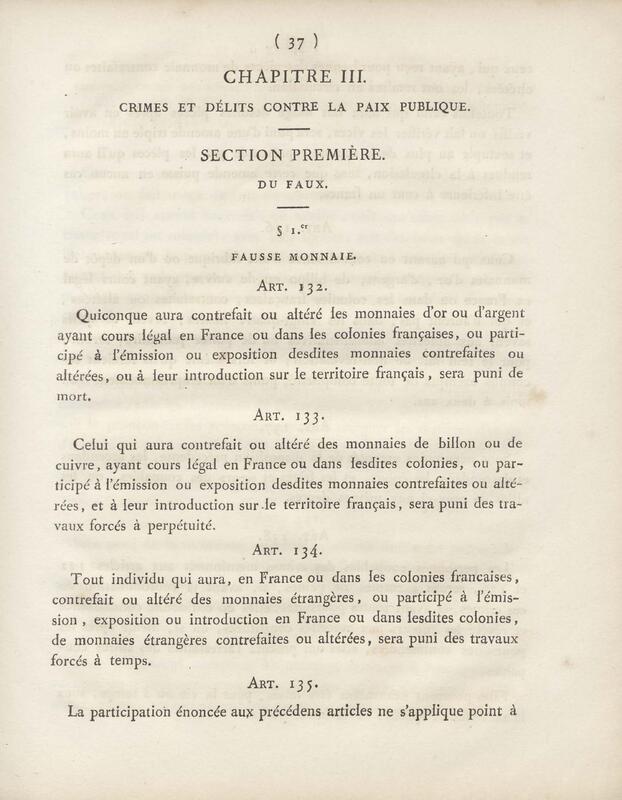 ( 37 )
CHAPITRE III.
CRIMES ET DÉLITS CONTRE LA PAIX PUBLIQUE.
SECTION PREMIÈRE.
DU FAUX.
§ 1.er
FAUSSE MONNAIE.
ART. 132.
Quiconque aura contrefait ou altéré les monnaies d'or ou d'argent
ayant cours légal en France ou dans les colonies françaises, ou parti-
cipé à l'émission ou exposition desdites monnaies contrefaites ou
altérées, ou à leur introduction sur le territoire français, sera puni de
mort.
ART. 133.
Celui qui aura contrefait ou altéré des monnaies de billon ou de
cuivre, ayant cours légal en France ou dans lesdites colonies, ou par-
ticipé à l'émission ou exposition desdites monnaies contrefaites ou alté-
rées, et à leur introduction sur le territoire français, sera puni des tra-
vaux forcés à perpétuité.
ART. 134.
Tout individu qui aura, en France ou dans les colonies francaises,
contrefait ou altéré des monnaies étrangères, ou participé à l'émis-
sion, exposition ou introduction en France ou dans lesdites colonies,
de monnaies étrangères contrefaites ou altérées, sera puni des travaux
forcés à temps.
ART. 135.
La participation énoncée aux précédens articles ne s'applique point à